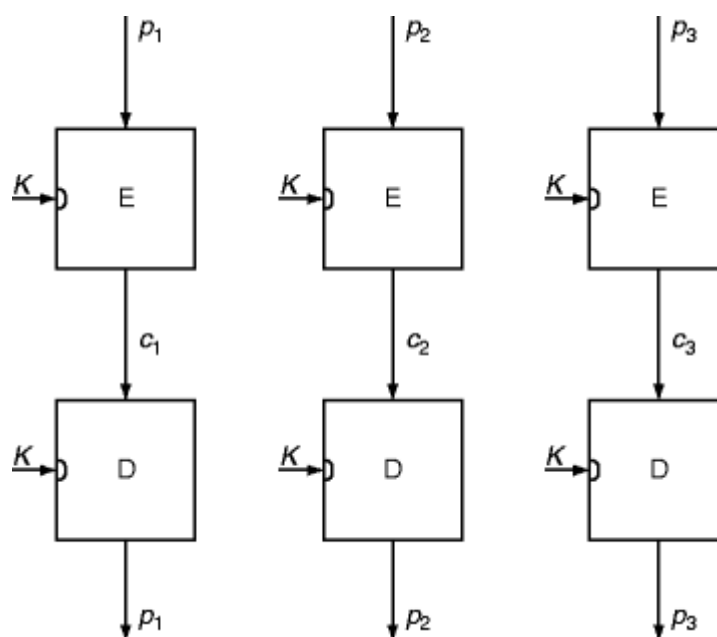 p₁ p₂ p₃
K E K E K E
c₁ c₂ c₃
K D K D K D
p₁ p₂ p₃